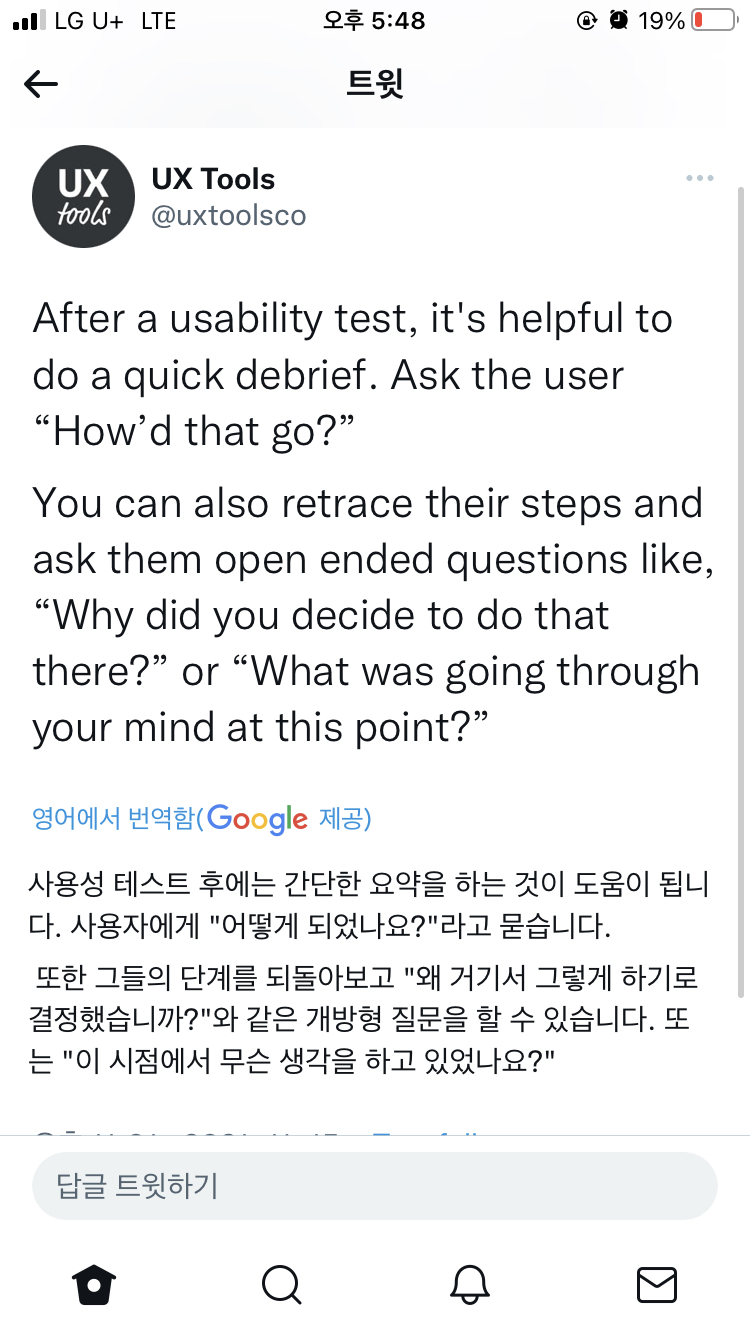 LG U+ LTE 오후 5:48 19%
트윗
UX
tools
UX Tools
@uxtoolsco
After a usability test, it's helpful to
do a quick debrief. Ask the user
“How’d that go?”
You can also retrace their steps and
ask them open ended questions like,
“Why did you decide to do that
there?” or “What was going through
your mind at this point?”
영어에서 번역함(Google 제공)
사용성 테스트 후에는 간단한 요약을 하는 것이 도움이 됩니
다. 사용자에게 "어떻게 되었나요?"라고 묻습니다.
또한 그들의 단계를 되돌아보고 "왜 거기서 그렇게 하기로
결정했습니까?"와 같은 개방형 질문을 할 수 있습니다. 또
는 "이 시점에서 무슨 생각을 하고 있었나요?"
답글 트윗하기